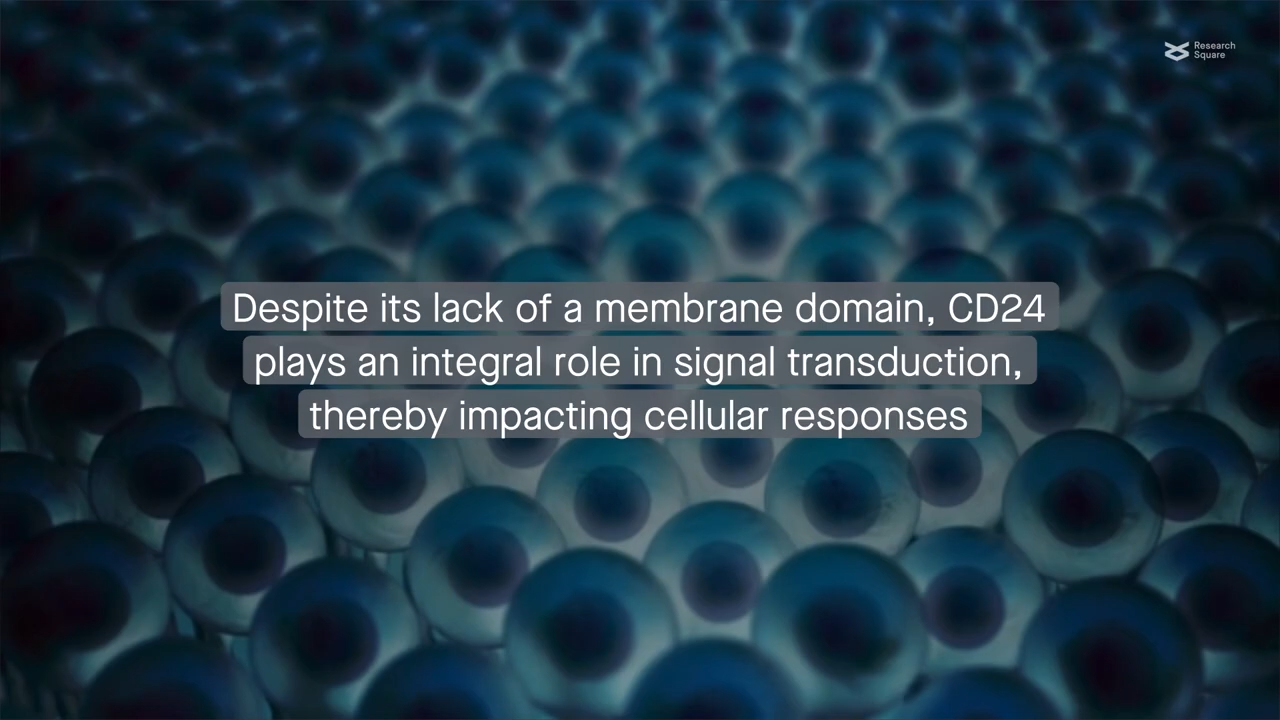 Research
Square
Despite its lack of a membrane domain, CD24
plays an integral role in signal transduction,
thereby impacting cellular responses